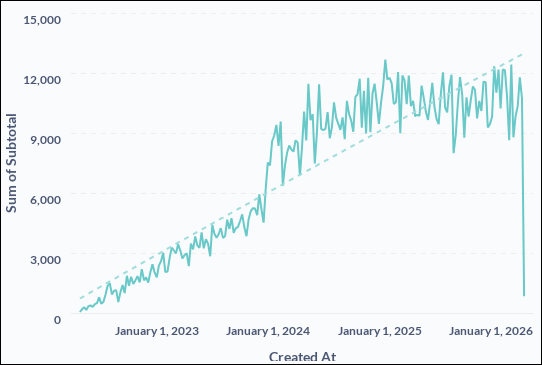 15,000
12,000
9,000
6,000
3,000
0
Sum of Subtotal
January 1, 2023 January 1, 2024 January 1, 2025 January 1, 2026
Created At